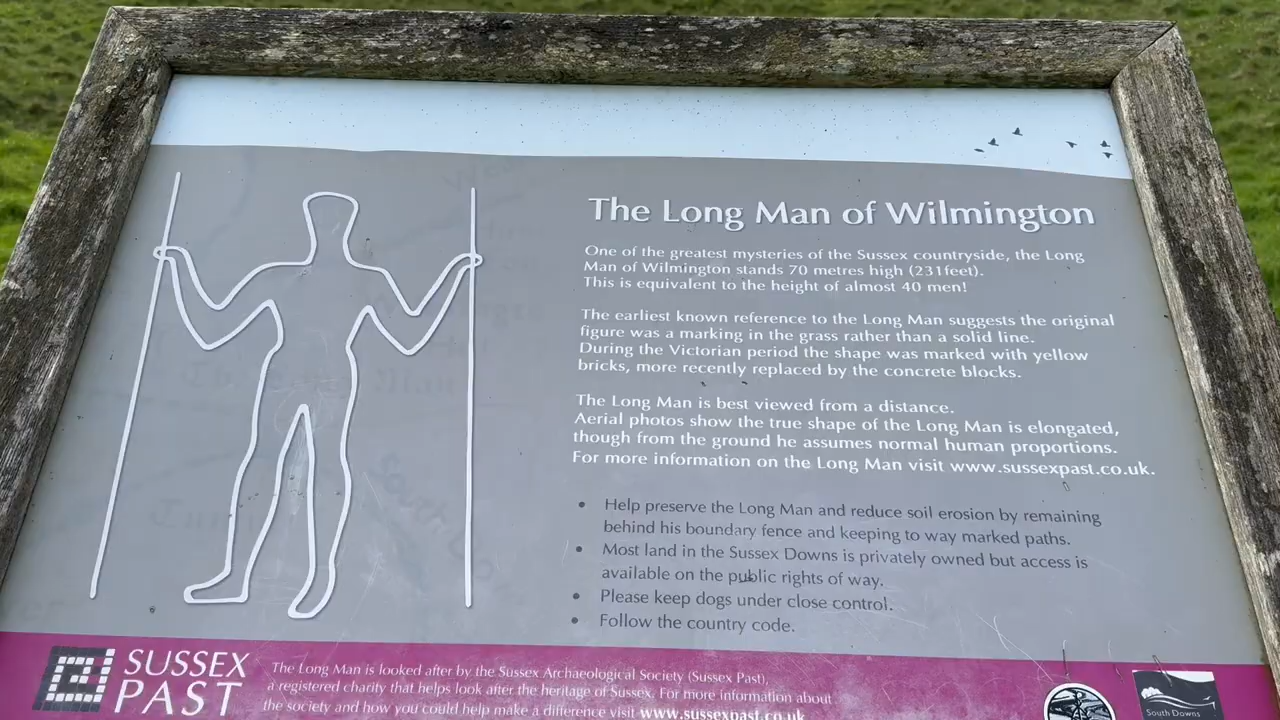 The Long Man of Wilmington
One of the greatest mysteries of the Sussex countryside, the Long
Man of Wilmington stands 70 metres high (231feet).
This is equivalent to the height of almost 40 men!
The earliest known reference to the Long Man suggests the original
figure was a marking in the grass rather than a solid line.
During the Victorian period the shape was marked with yellow
bricks, more recently replaced by the concrete blocks.
The Long Man is best viewed from a distance.
Aerial photos show the true shape of the Long Man is elongated,
though from the ground he assumes normal human proportions.
For more information on the Long Man visit www.sussexpast.co.uk.
• Help preserve the Long Man and reduce soil erosion by remaining
behind his boundary fence and keeping to way marked paths.
• Most land in the Sussex Downs is privately owned but access is
available on the public rights of way.
• Please keep dogs under close control.
• Follow the country code.
SUSSEX
PAST
The Long Man is looked after by the Sussex Archaeological Society (Sussex Past),
a registered charity that helps look after the heritage of Sussex. For more information about
the society and how you could help make a difference visit www.sussexpast.co.uk
South Downs